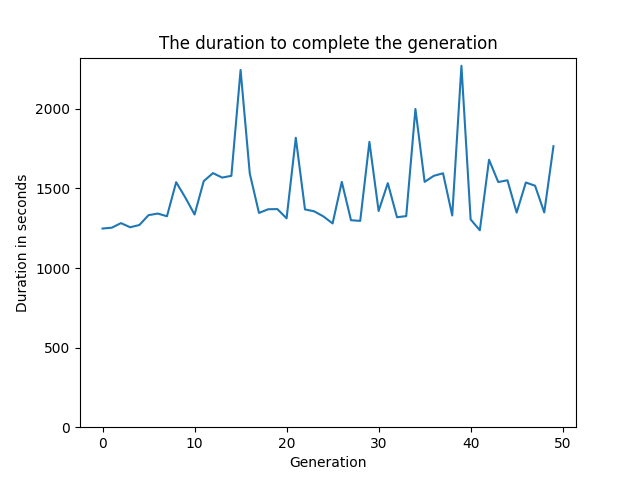 The duration to complete the generation
2000
1500
1000
500
0
Duration in seconds
0 10 20 30 40 50
Generation